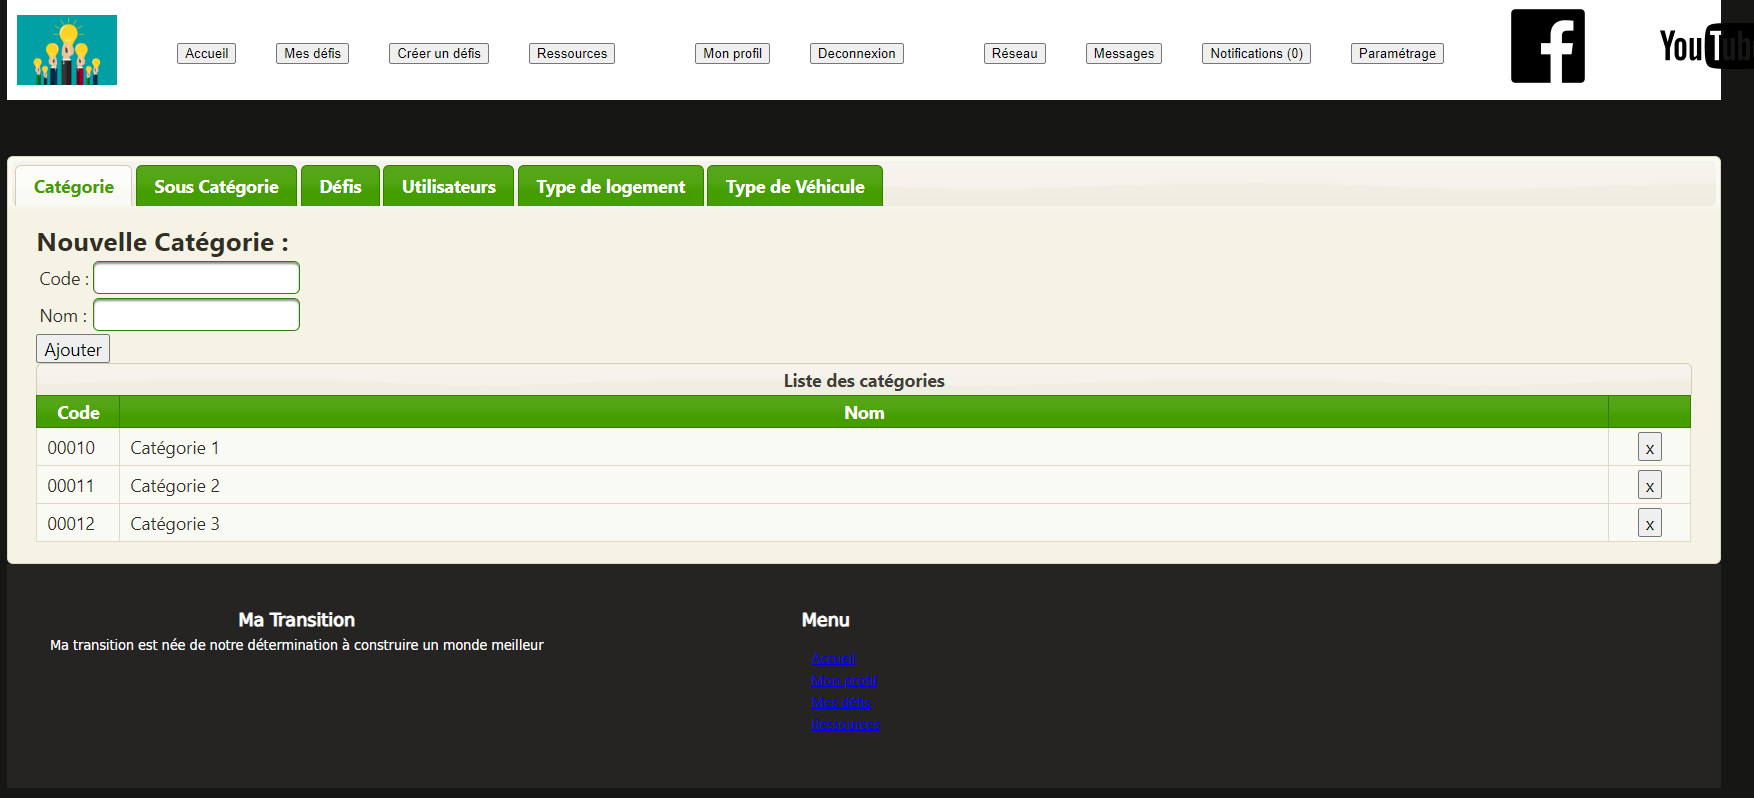 Accueil Mes défis Créer un défis Ressources Mon profil Deconnexion Réseau Messages Notifications (0) Paramétrage YouTub
Catégorie Sous Catégorie Défis Utilisateurs Type de logement Type de Véhicule
Nouvelle Catégorie :
Code :
Nom :
Ajouter
Liste des catégories
Code Nom
00010 Catégorie 1 x
00011 Catégorie 2 x
00012 Catégorie 3 x
Ma Transition
Ma transition est née de notre détermination à construire un monde meilleur
Menu
Accueil
Mon profil
Mes défis
Ressources